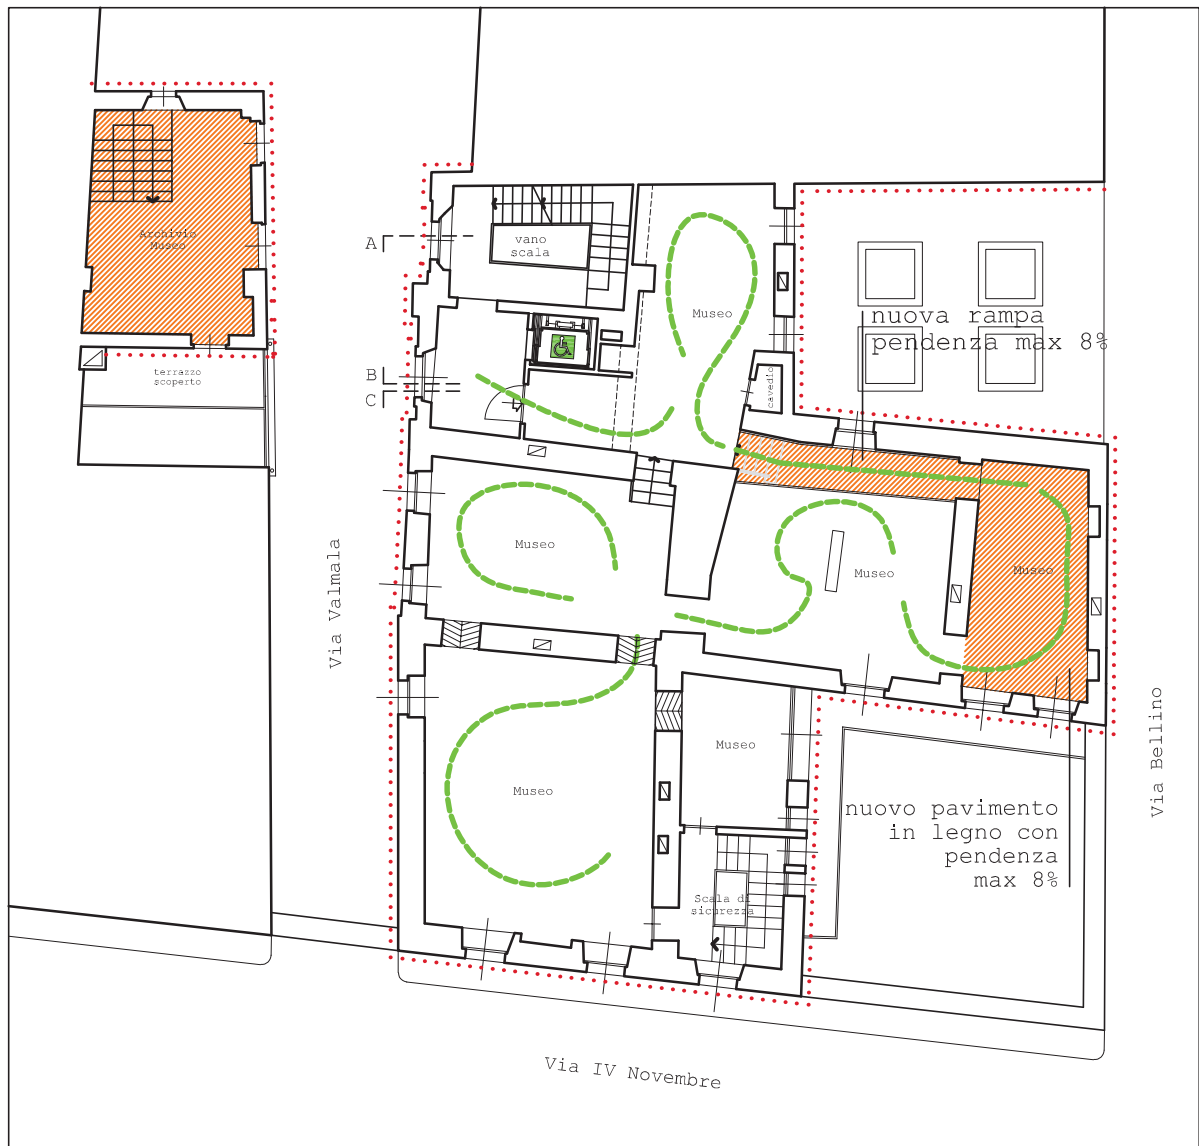 Archivio
Museo
A
vano
scala
Museo
nuova rampa
pendenza max 8%
B
C
terrazzo
scoperto
cavedio
Via Valmala
Museo
Museo
Museo
Via Bellino
Museo
Museo
nuovo pavimento
in legno con
pendenza
max 8%
Scala di
sicurezza
Via IV Novembre